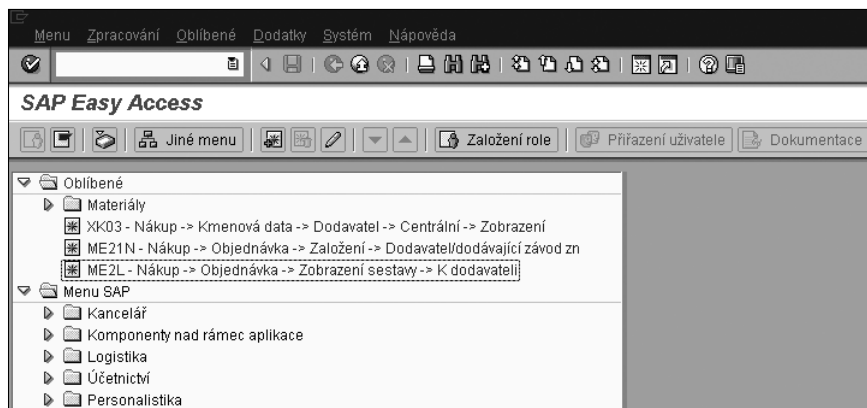 Menu Zpracování Oblíbené Dodatky Systém Nápověda
SAP Easy Access
Jiné menu Založení role Přiřazení uživatele Dokumentace
Oblíbené
Materiály
XK03 - Nákup -> Kmenová data -> Dodavatel -> Centrální -> Zobrazení
ME21N - Nákup -> Objednávka -> Založení -> Dodavatel/dodávající závod zn
ME2L - Nákup -> Objednávka -> Zobrazení sestavy -> K dodavateli
Menu SAP
Kancelář
Komponenty nad rámec aplikace
Logistika
Účetnictví
Personalistika